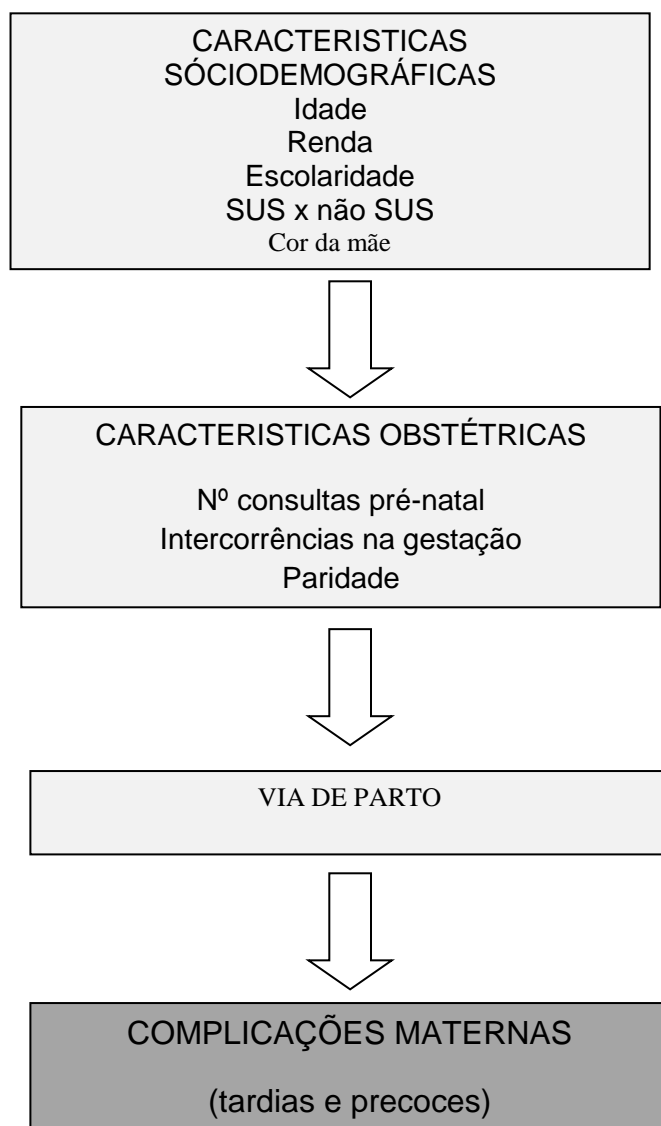 CARACTERISTICAS
SÓCIODEMOGRÁFICAS
Idade
Renda
Escolaridade
SUS x não SUS
Cor da mãe
CARACTERISTICAS OBSTÉTRICAS
Nº consultas pré-natal
Intercorrências na gestação
Paridade
VIA DE PARTO
COMPLICAÇÕES MATERNAS
(tardias e precoces)